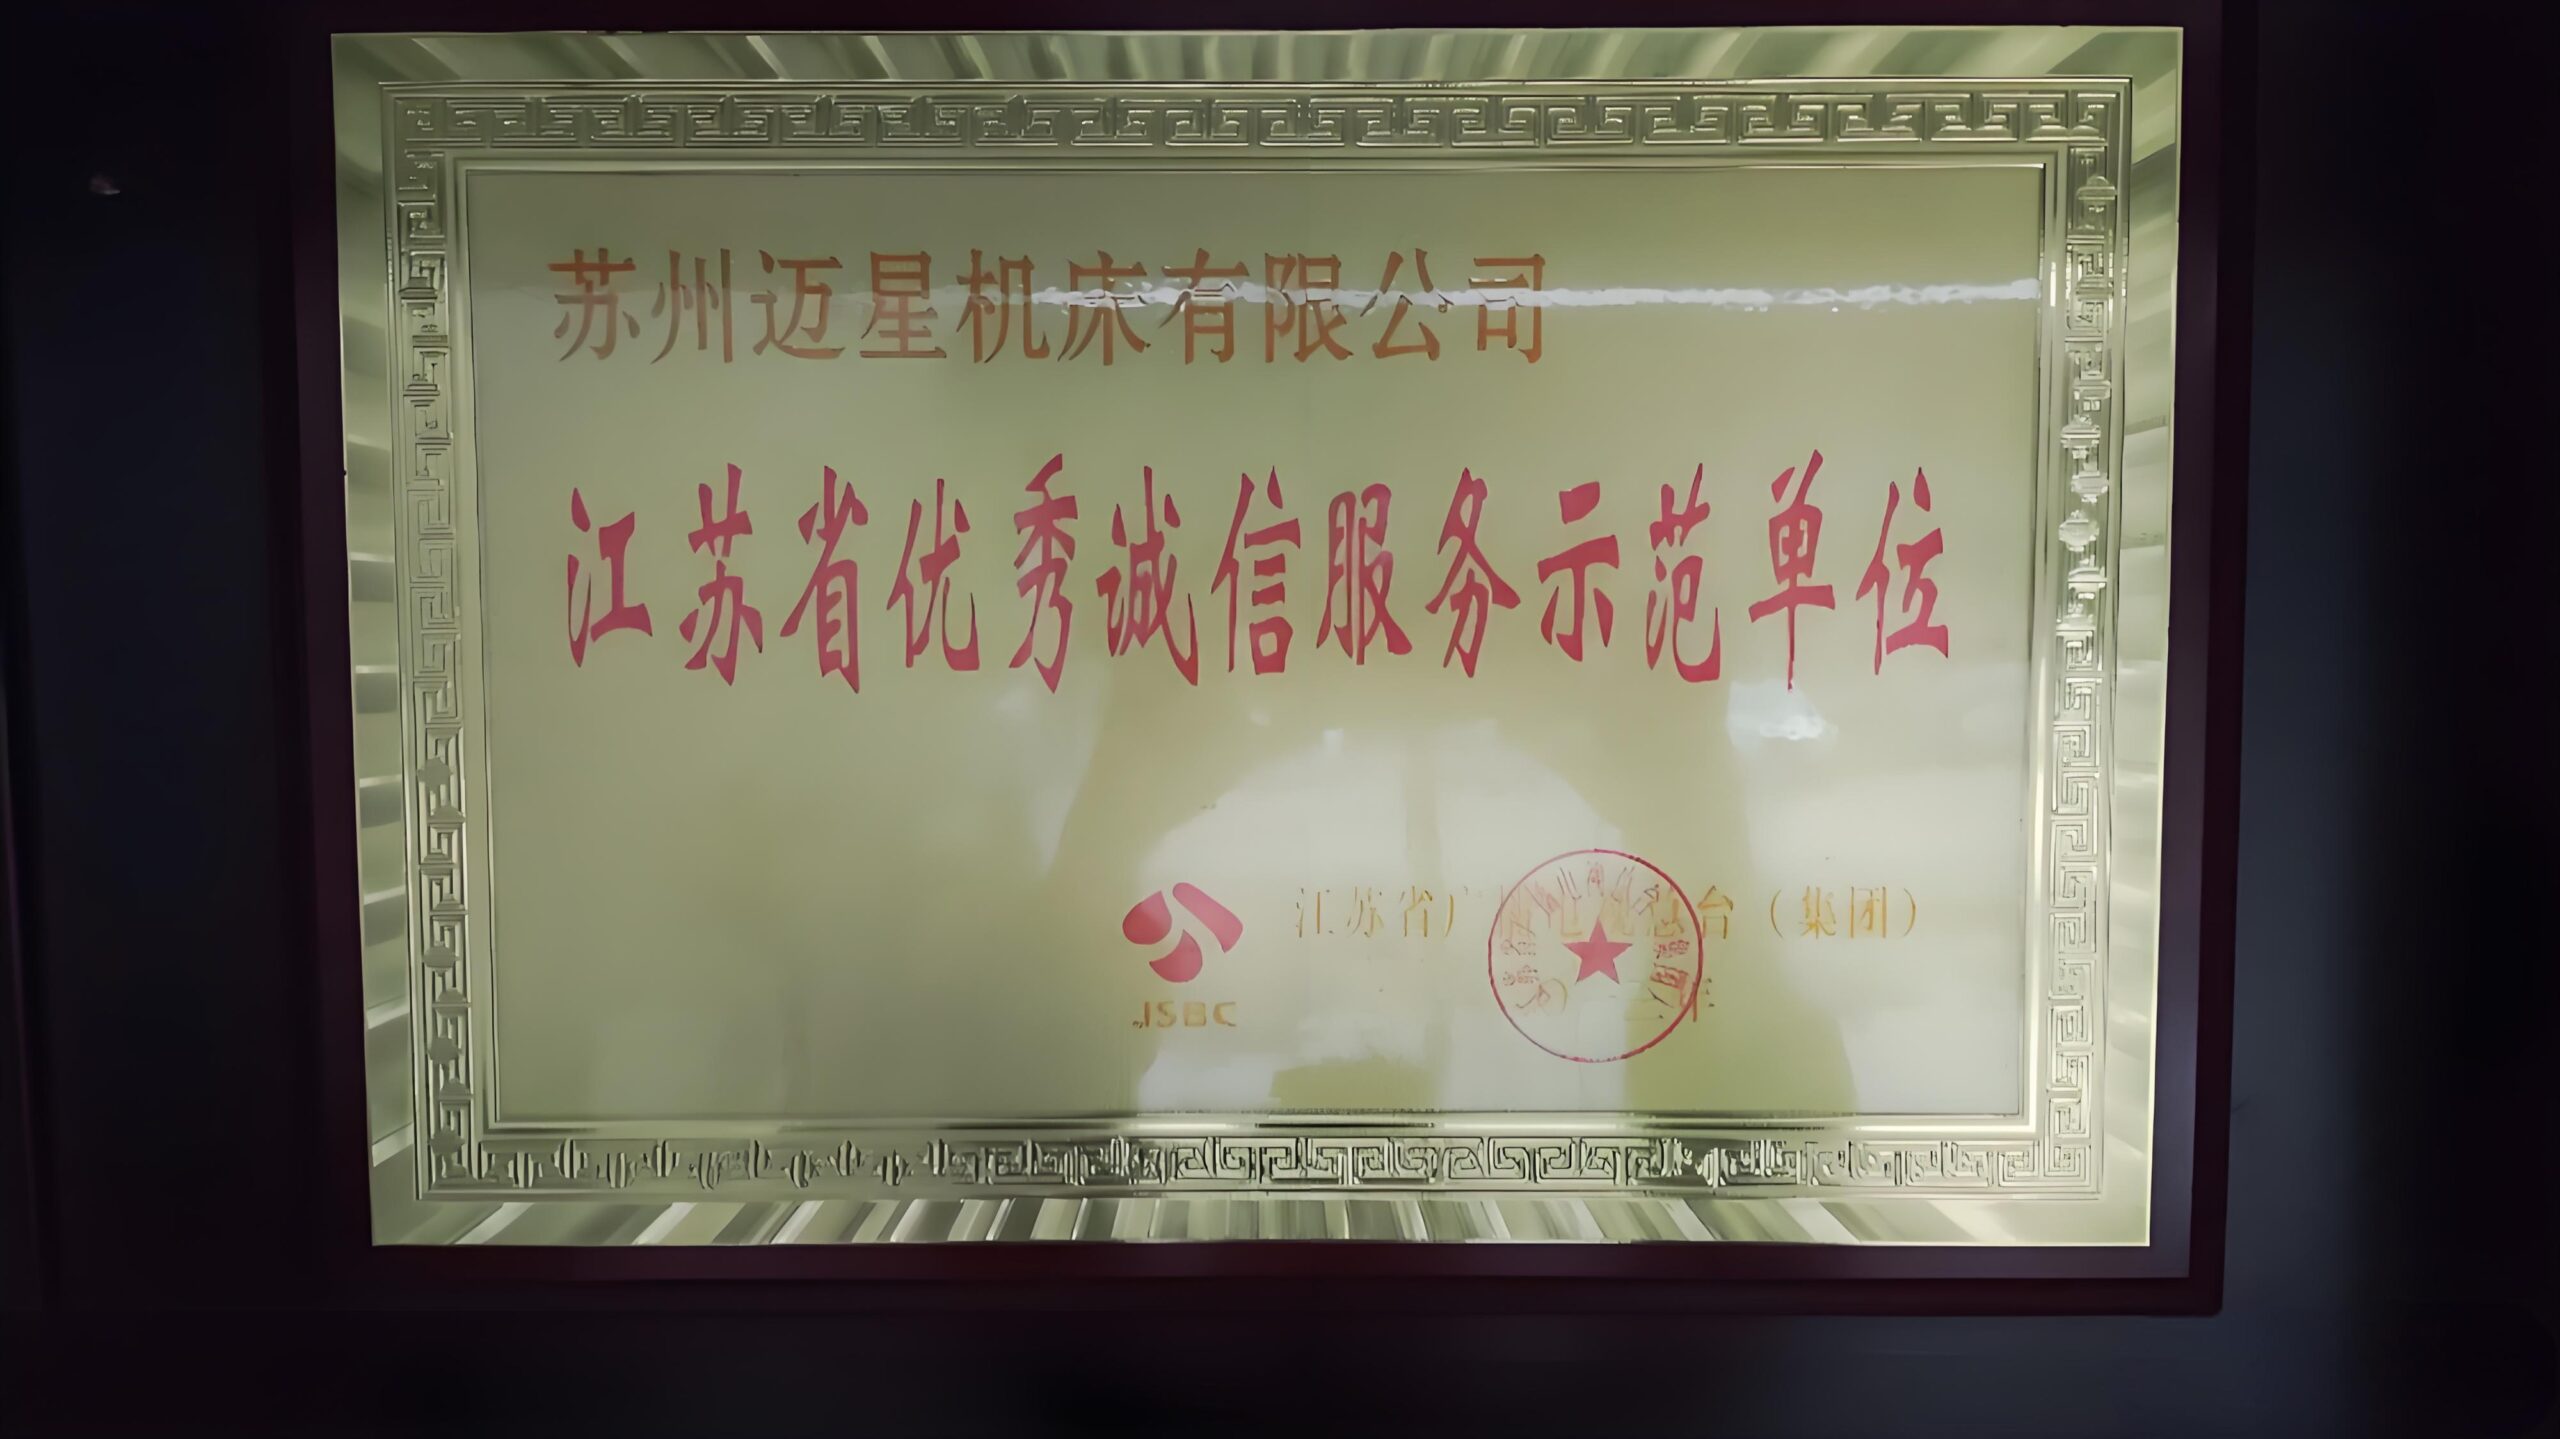 苏州迈星机床有限公司
江苏省优秀诚信服务示范单位
江苏省广播电视总台（集团）
JSBC